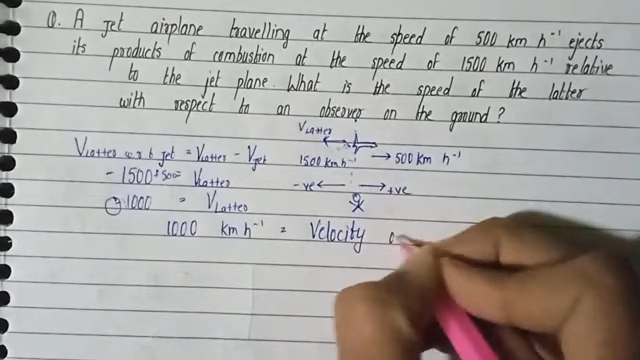 Q. A Jet airplane travelling at the speed of 500 km h⁻¹ ejects
its products of combustion at the speed of 1500 km h⁻¹ relative
to the jet plane. What is the speed of the latter
with respect to an observer on the ground?
Vlatter
Vlatter w.r.t jet = Vlatter - Vjet
1500 km h⁻¹ → 500 km h⁻¹
- 1500 + 500 = Vlatter
-ve ← → +ve
- 1000 = Vlatter
1000 km h⁻¹ = Velocity o